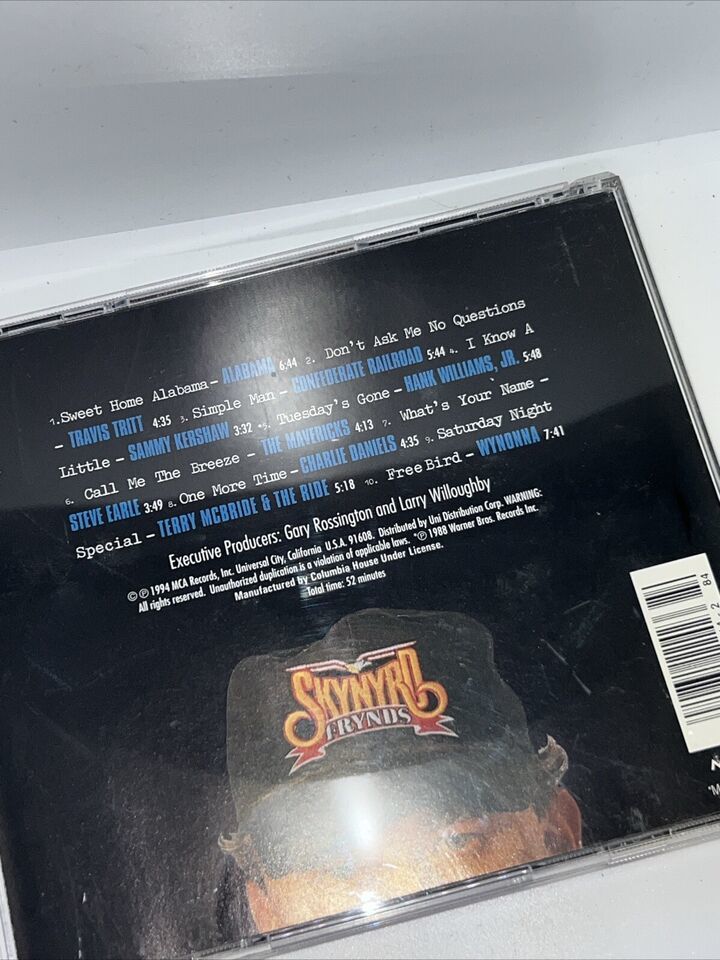 1. Sweet Home Alabama – ALABAMA 6:44 2. Don't Ask Me No Questions
– TRAVIS TRITT 4:35 3. Simple Man – CONFEDERATE RAILROAD 5:44 4. I Know A
Little – SAMMY KERSHAW 3:32 *5. Tuesday's Gone – HANK WILLIAMS, JR. 5:48
6. Call Me The Breeze – THE MAVERICKS 4:13 7. What's Your Name –
STEVE EARLE 3:49 8. One More Time – CHARLIE DANIELS 4:35 9. Saturday Night
Special – TERRY MCBRIDE & THE RIDE 5:18 10. Free Bird – WYNONNA 7:41
Executive Producers: Gary Rossington and Larry Willoughby
© ℗ 1994 MCA Records, Inc. Universal City, California U.S.A. 91608. Distributed by Uni Distribution Corp. WARNING:
All rights reserved. Unauthorized duplication is a violation of applicable laws. *℗ 1988 Warner Bros. Records Inc.
Manufactured by Columbia House Under License.
Total time: 52 minutes
SKYNYRD
FRYNDS
84